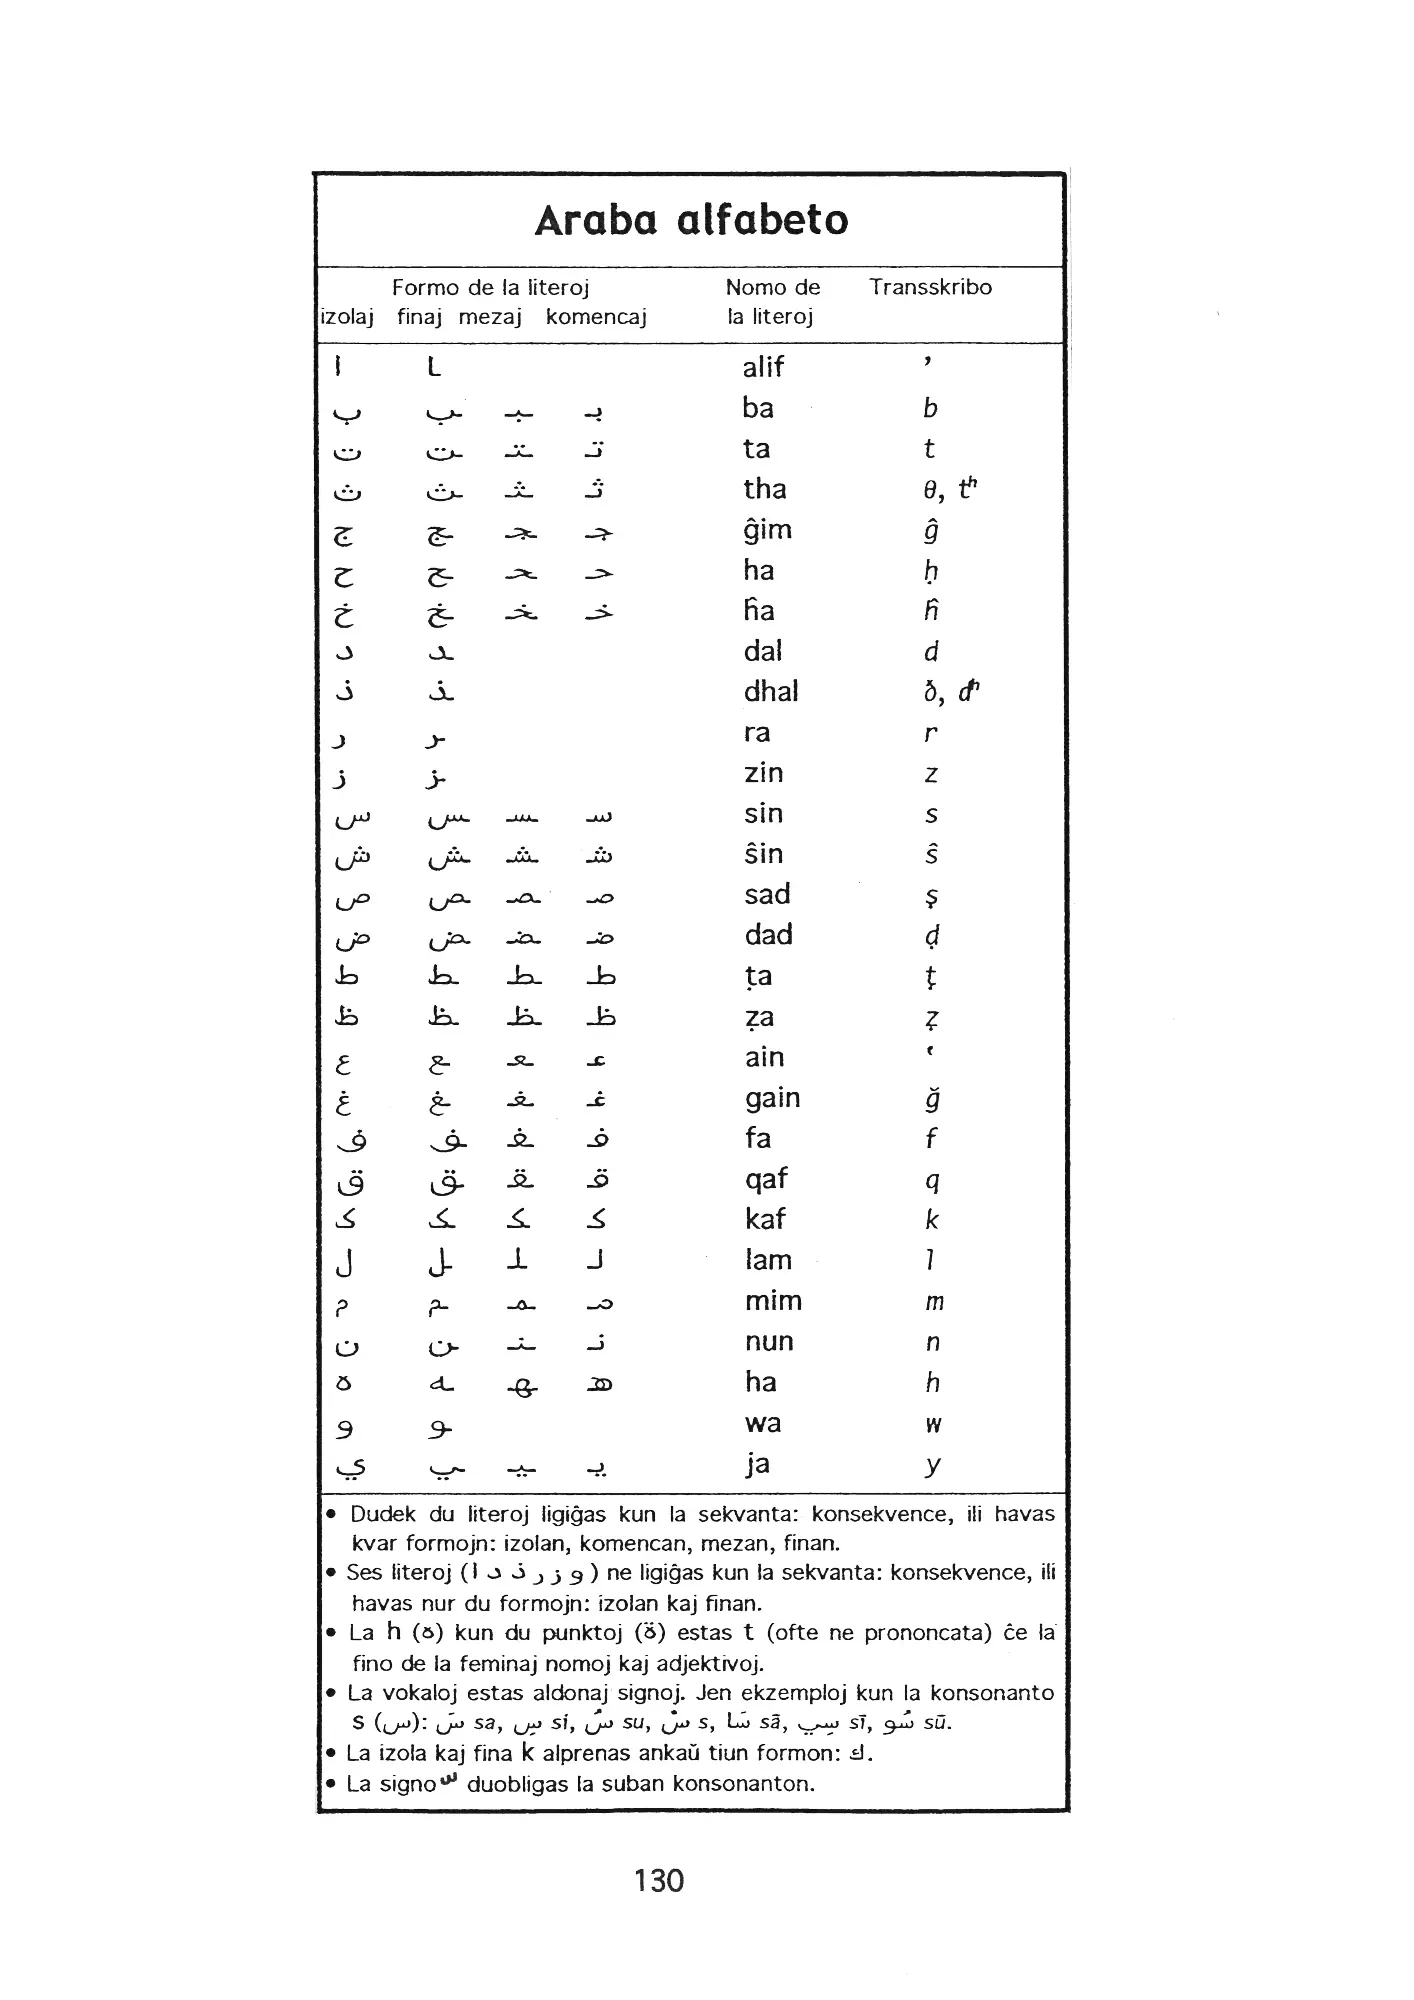 Araba alfabeto
Formo de la literoj Nomo de Transskribo
izolaj finaj mezaj komencaj la literoj
ا ـا alif ’
ب ـب ـبـ بـ ba b
ت ـت ـتـ تـ ta t
ث ـث ـثـ ثـ tha θ, tʰ
ج ـج ـجـ جـ ĝim ĝ
ح ـح ـحـ حـ ha ḥ
خ ـخ ـخـ خـ ĥa ĥ
د ـد dal d
ذ ـذ dhal ð, dʰ
ر ـر ra r
ز ـز zin z
س ـس ـسـ سـ sin s
ش ـش ـشـ شـ ŝin ŝ
ص ـص ـصـ صـ sad ṣ
ض ـض ـضـ ضـ dad ḍ
ط ـط ـطـ طـ ṭa ṭ
ظ ـظ ـظـ ظـ ẓa ẓ
ع ـع ـعـ عـ ain ‘
غ ـغ ـغـ غـ gain ğ
ف ـف ـفـ فـ fa f
ق ـق ـقـ قـ qaf q
ک ـک ـکـ کـ kaf k
ل ـل ـلـ لـ lam l
م ـم ـمـ مـ mim m
ن ـن ـنـ نـ nun n
ه ـه ـهـ هـ ha h
و ـو wa w
ي ـي ـيـ يـ ja y
• Dudek du literoj ligiĝas kun la sekvanta: konsekvence, ili havas
kvar formojn: izolan, komencan, mezan, finan.
• Ses literoj (ا د ذ ر ز و) ne ligiĝas kun la sekvanta: konsekvence, ili
havas nur du formojn: izolan kaj finan.
• La h (ه) kun du punktoj (ة) estas t (ofte ne prononcata) ĉe la
fino de la feminaj nomoj kaj adjektivoj.
• La vokaloj estas aldonaj signoj. Jen ekzemploj kun la konsonanto
s (س): سَ sa, سِ si, سُ su, سْ s, سَا sā, سِي sī, سُو sū.
• La izola kaj fina k alprenas ankaŭ tiun formon: ك.
• La signo ّ duobligas la suban konsonanton.
130